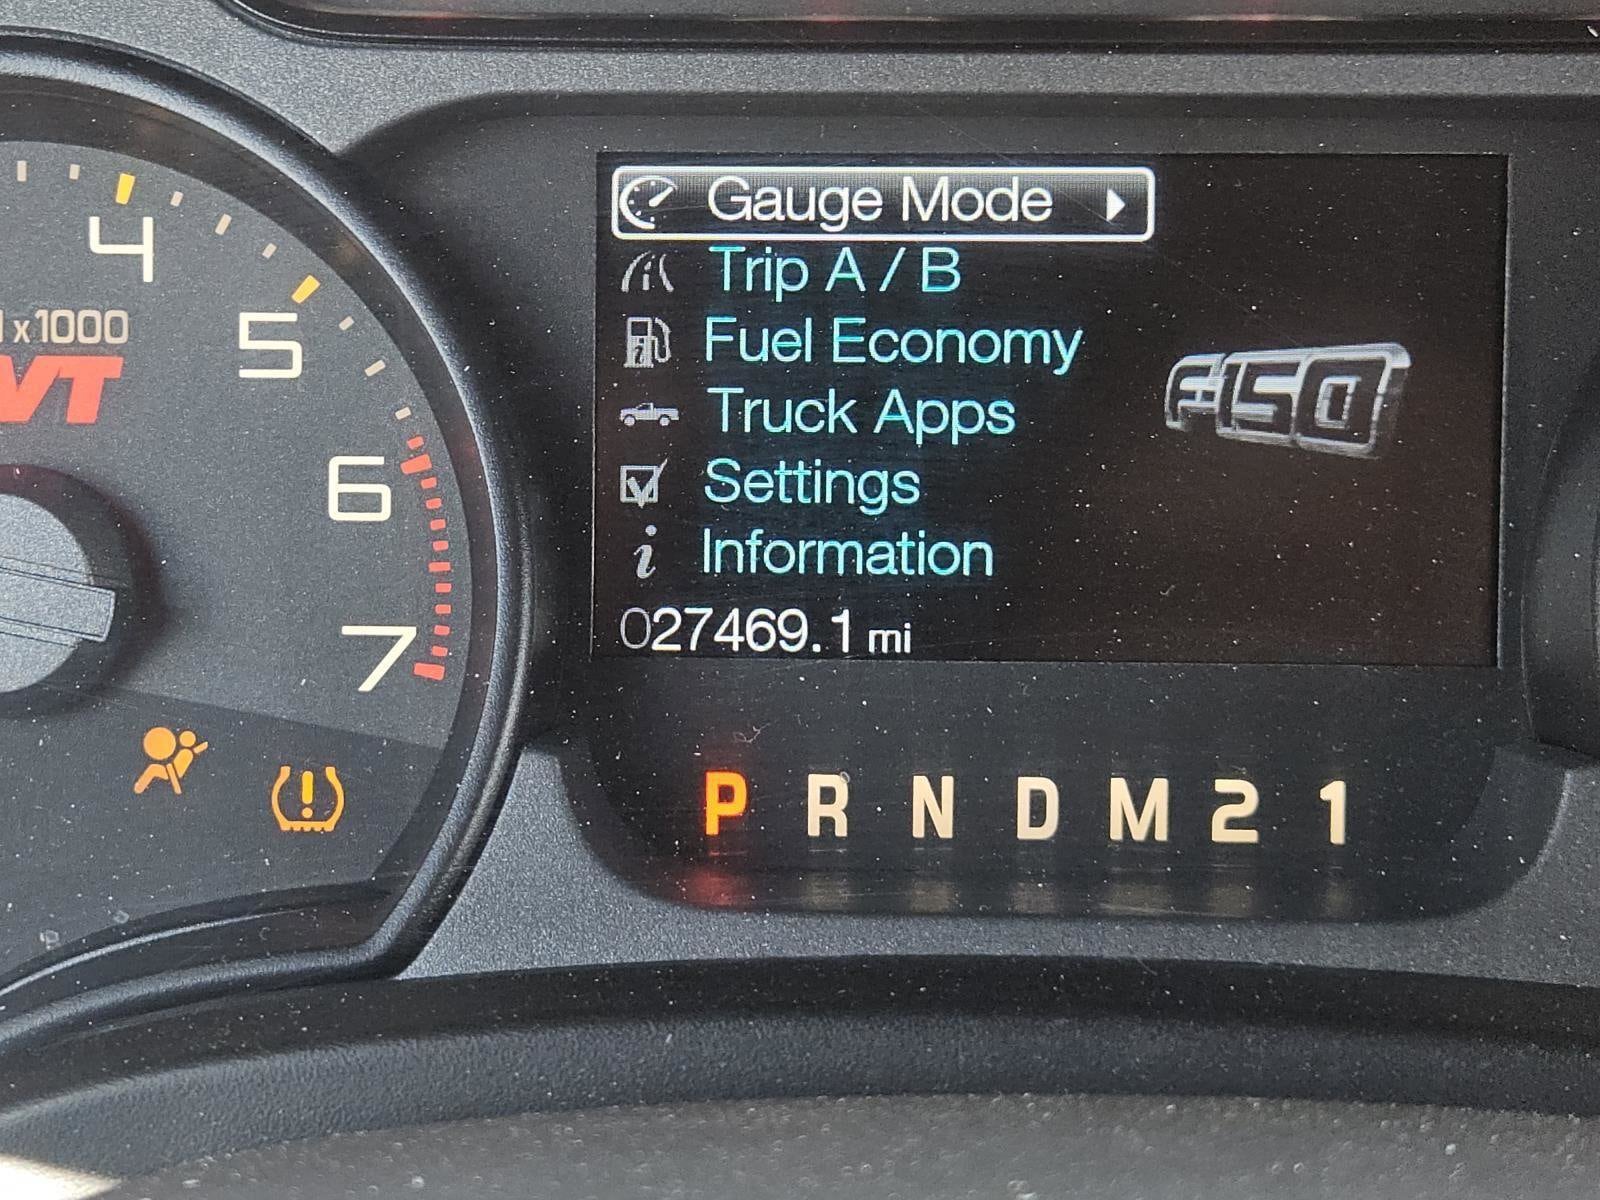 4
x1000
5
6
7
Gauge Mode
Trip A / B
Fuel Economy
Truck Apps
Settings
Information
027469.1 mi
F-150
P R N D M 2 1